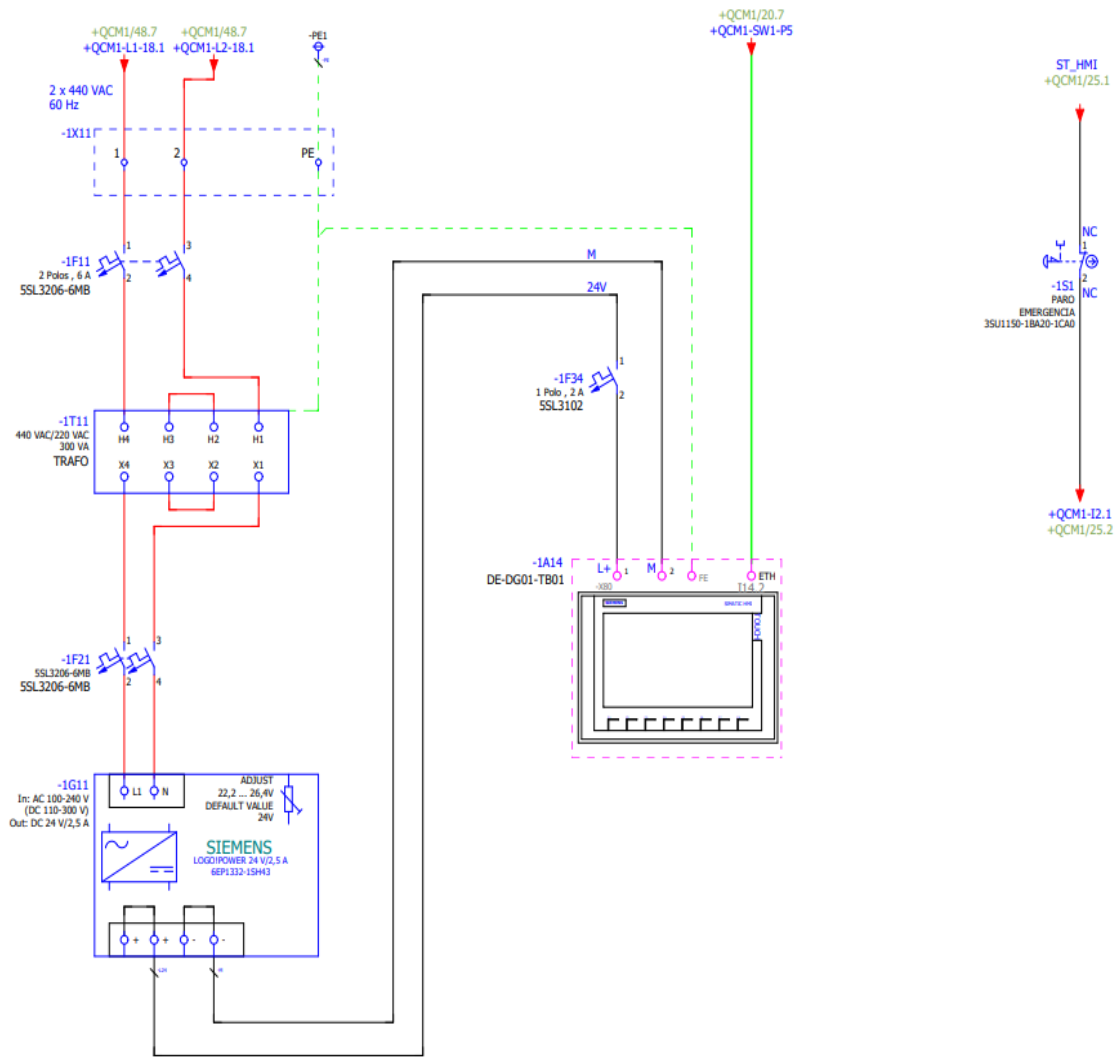 +QCM1/48.7
+QCM1-L1-18.1
+QCM1/48.7
+QCM1-L2-18.1
-PE1
+QCM1/20.7
+QCM1-SW1-P5
ST_HMI
+QCM1/25.1
2 x 440 VAC
60 Hz
-1X11
1
2
PE
-1F11
2 Polos , 6 A
5SL3206-6MB
1
2
3
4
M
24V
NC
1
2
NC
-1S1
PARO
EMERGENCIA
3SU1150-1BA20-1CA0
-1F34
1 Polo , 2 A
5SL3102
1
2
-1T11
440 VAC/220 VAC
300 VA
TRAFO
H4
H3
H2
H1
X4
X3
X2
X1
+QCM1-I2.1
+QCM1/25.2
-1A14
DE-DG01-TB01
L+
1
M
2
FE
ETH
-X80
I14.2
SIEMENS
SIMATIC HMI
TOUCH
-1F21
5SL3206-6MB
5SL3206-6MB
1
2
3
4
-1G11
In: AC 100-240 V
(DC 110-300 V)
Out: DC 24 V/2,5 A
L1
N
ADJUST
22,2 ... 26,4V
DEFAULT VALUE
24V
SIEMENS
LOGO!POWER 24 V/2,5 A
6EP1332-1SH43
+
+
-
-